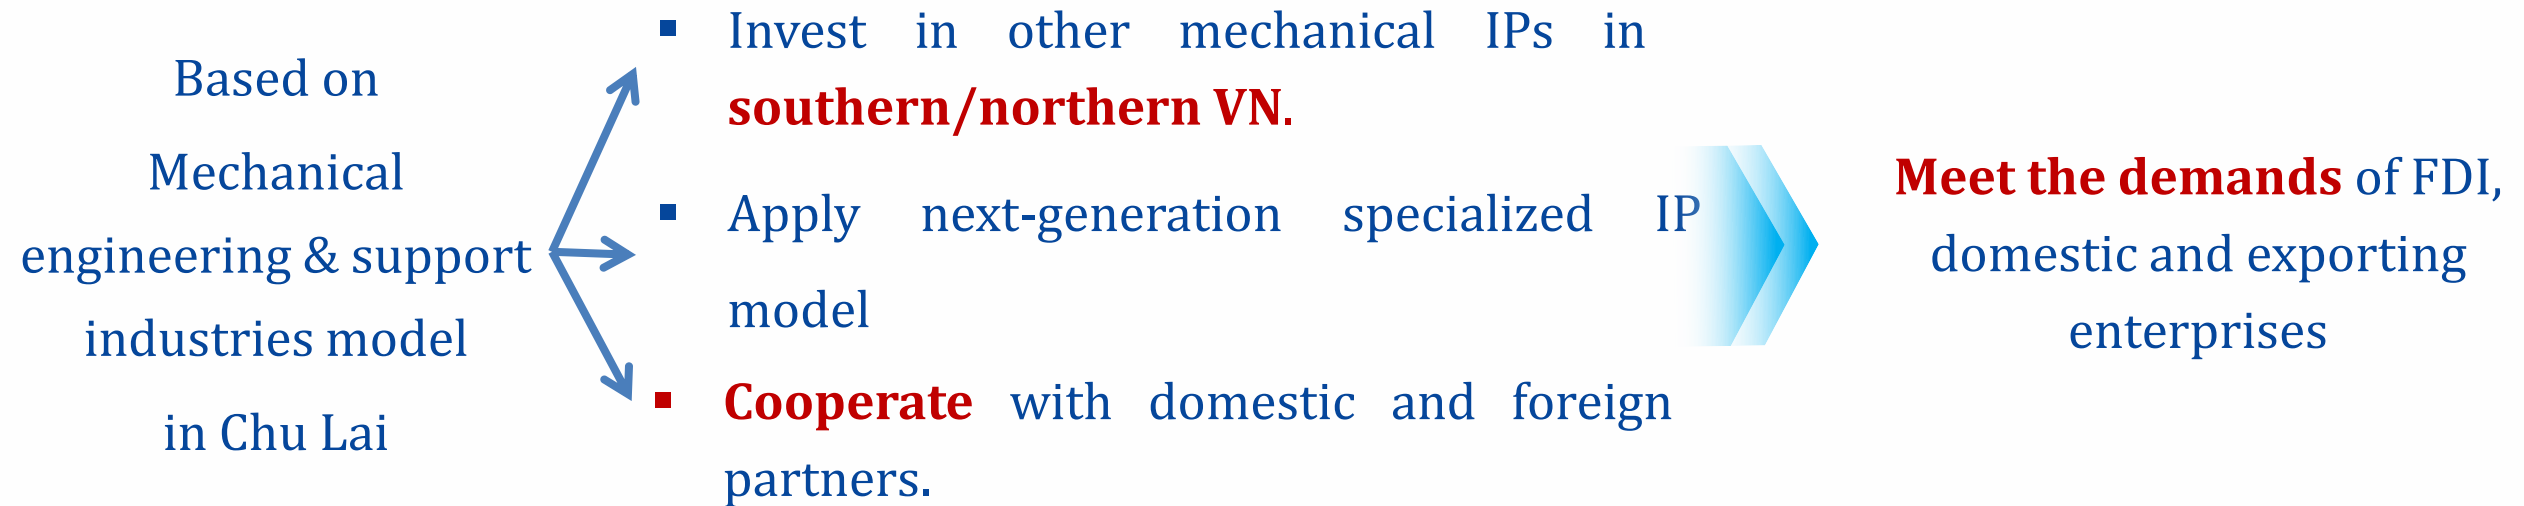 Based on
Mechanical
engineering & support
industries model
in Chu Lai
▪ Invest in other mechanical IPs in
southern/northern VN.
▪ Apply next-generation specialized IP
model
▪ Cooperate with domestic and foreign
partners.
Meet the demands of FDI,
domestic and exporting
enterprises